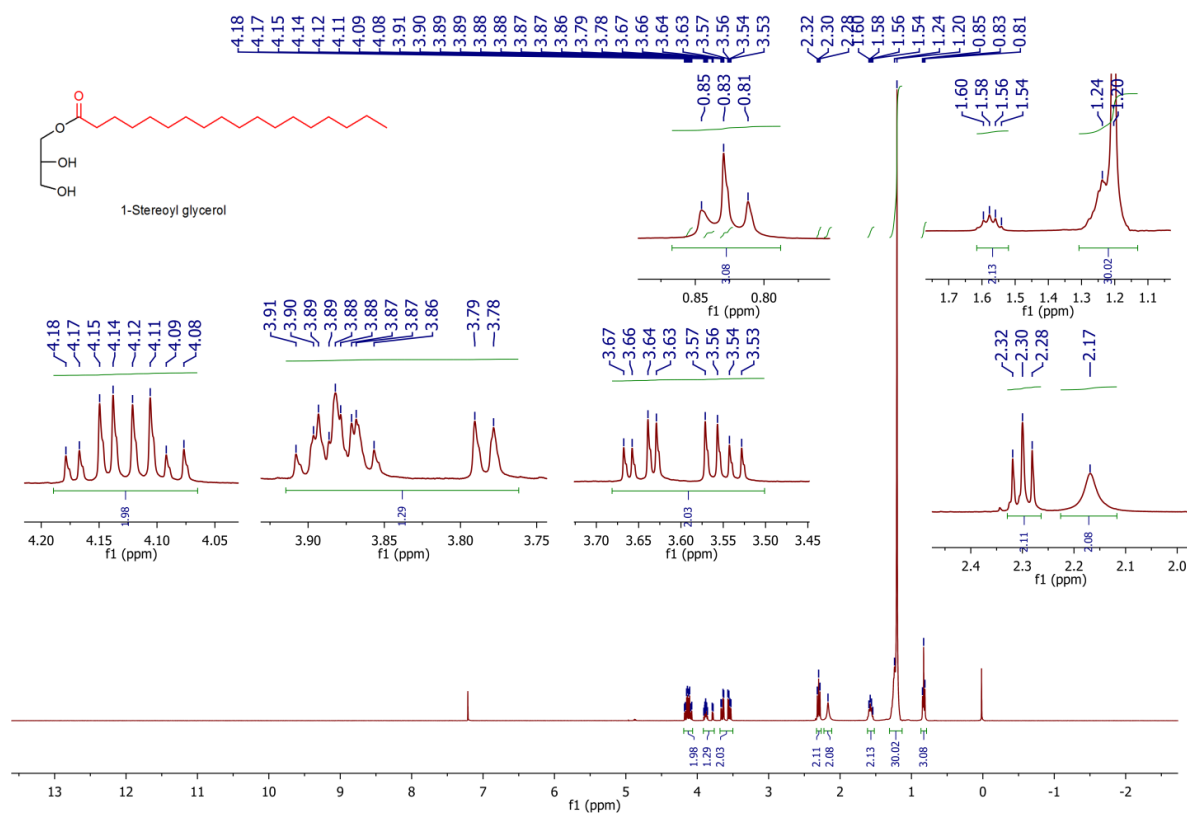 4.18 4.17 4.15 4.14 4.12 4.11 4.09 4.08 3.91 3.90 3.89 3.89 3.88 3.88 3.87 3.87 3.86 3.79 3.78 3.67 3.66 3.64 3.63 3.57 3.56 3.54 3.53 2.32 2.30 2.28 1.60 1.58 1.56 1.54 1.24 1.20 0.85 0.83 0.81
O
O
OH
OH
1-Stereoyl glycerol
0.85 0.83 0.81
3.08
0.85 0.80
f1 (ppm)
1.60 1.58 1.56 1.54 1.24 1.20
2.13 30.02
1.7 1.6 1.5 1.4 1.3 1.2 1.1
f1 (ppm)
4.18 4.17 4.15 4.14 4.12 4.11 4.09 4.08
1.98
4.20 4.15 4.10 4.05
f1 (ppm)
3.91 3.90 3.89 3.89 3.88 3.88 3.87 3.87 3.86 3.79 3.78
1.29
3.90 3.85 3.80 3.75
f1 (ppm)
3.67 3.66 3.64 3.63 3.57 3.56 3.54 3.53
2.03
3.70 3.65 3.60 3.55 3.50 3.45
f1 (ppm)
2.32 2.30 2.28 2.17
2.11 2.08
2.4 2.3 2.2 2.1 2.0
f1 (ppm)
1.98 1.29 2.03 2.11 2.08 2.13 30.02 3.08
13 12 11 10 9 8 7 6 5 4 3 2 1 0 -1 -2
f1 (ppm)